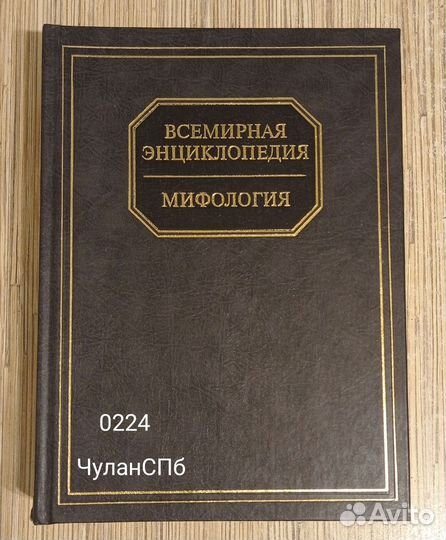 ВСЕМИРНАЯ
ЭНЦИКЛОПЕДИЯ
МИФОЛОГИЯ
0224
ЧуланСПб
Avito